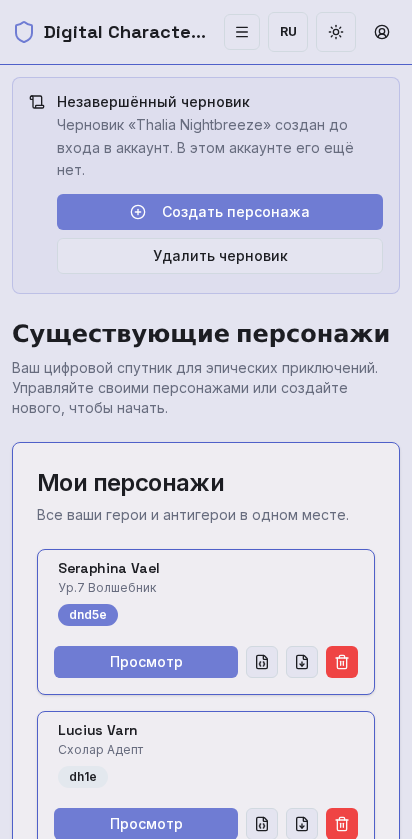 Digital Characte...
RU
Незавершённый черновик
Черновик «Thalia Nightbreeze» создан до
входа в аккаунт. В этом аккаунте его ещё
нет.
Создать персонажа
Удалить черновик
Существующие персонажи
Ваш цифровой спутник для эпических приключений.
Управляйте своими персонажами или создайте
нового, чтобы начать.
Мои персонажи
Все ваши герои и антигерои в одном месте.
Seraphina Vael
Ур.7 Волшебник
dnd5e
Просмотр
Lucius Varn
Схолар Адепт
dh1e
Просмотр